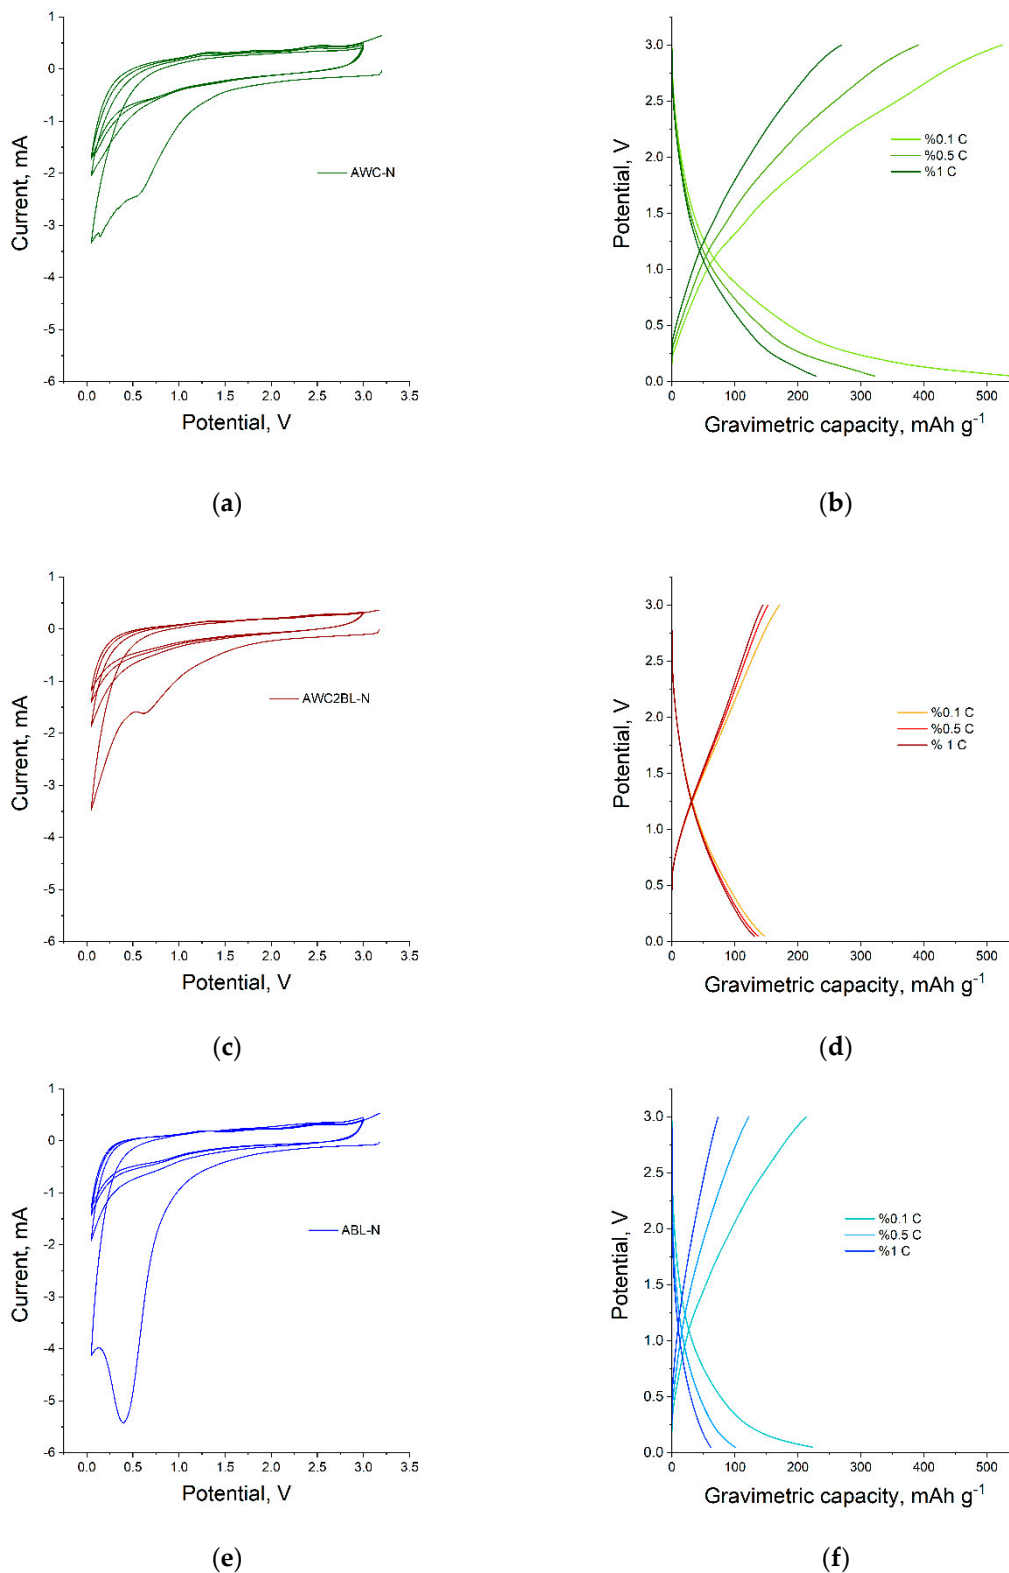 1
0
-1
-2
-3
-4
-5
-6
Current, mA
AWC-N
0.0 0.5 1.0 1.5 2.0 2.5 3.0 3.5
Potential, V
(a)
3.0
2.5
2.0
1.5
1.0
0.5
0.0
Potential, V
%0.1 C
%0.5 C
%1 C
0 100 200 300 400 500
Gravimetric capacity, mAh g⁻¹
(b)
1
0
-1
-2
-3
-4
-5
-6
Current, mA
AWC2BL-N
0.0 0.5 1.0 1.5 2.0 2.5 3.0 3.5
Potential, V
(c)
3.0
2.5
2.0
1.5
1.0
0.5
0.0
Potential, V
%0.1 C
%0.5 C
% 1 C
0 100 200 300 400 500
Gravimetric capacity, mAh g⁻¹
(d)
1
0
-1
-2
-3
-4
-5
-6
Current, mA
ABL-N
0.0 0.5 1.0 1.5 2.0 2.5 3.0 3.5
Potential, V
(e)
3.0
2.5
2.0
1.5
1.0
0.5
0.0
Potential, V
%0.1 C
%0.5 C
%1 C
0 100 200 300 400 500
Gravimetric capacity, mAh g⁻¹
(f)